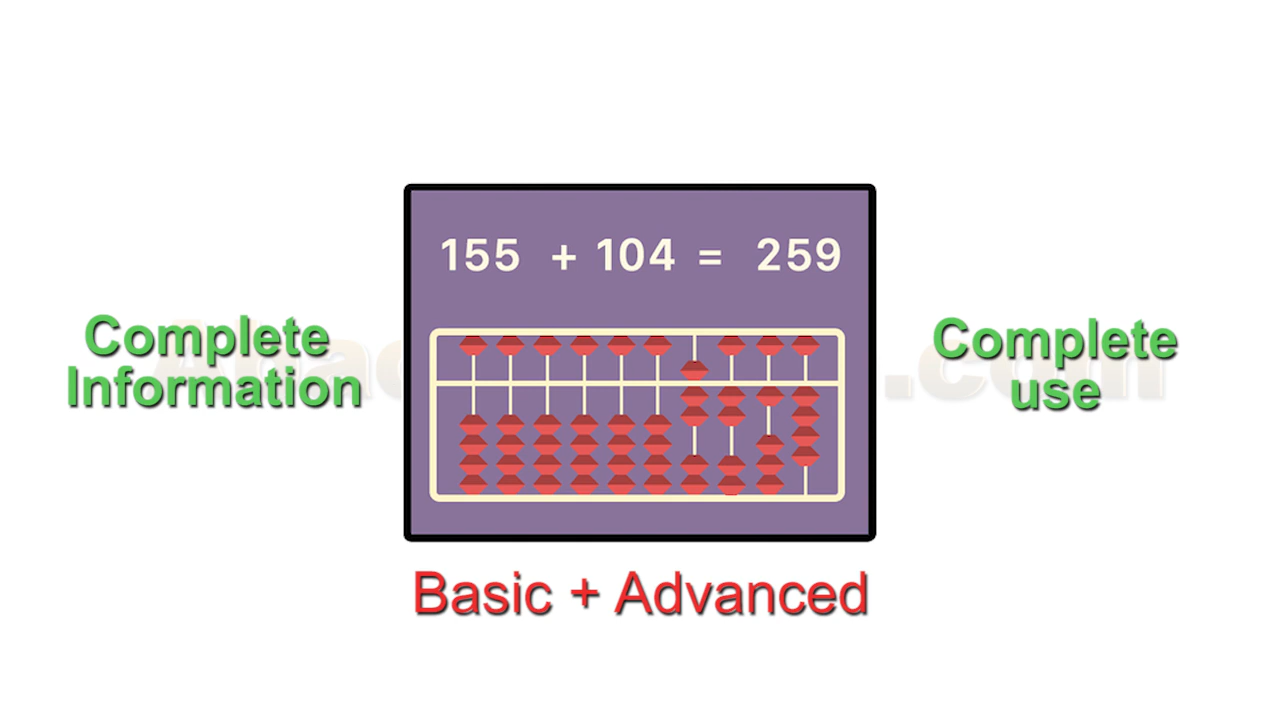 155 + 104 = 259
Complete
Information
Complete
use
Basic + Advanced